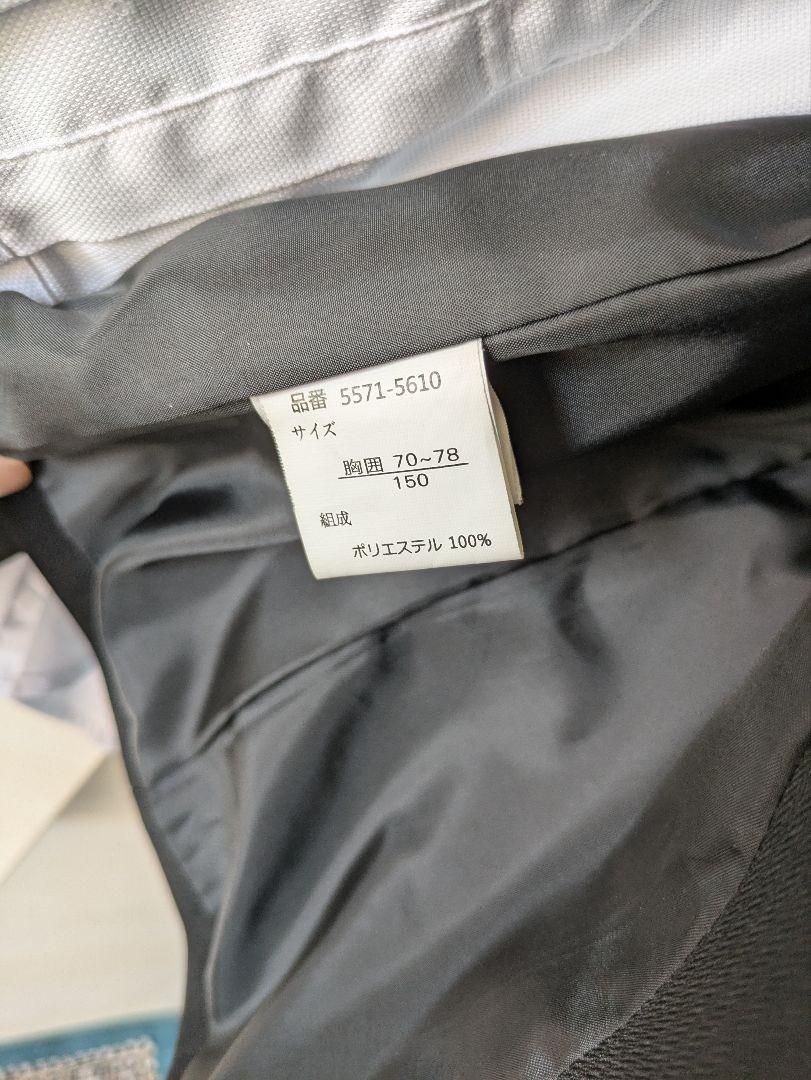 品番 5571-5610
サイズ
胸囲 70~78
150
組成
ポリエステル 100%